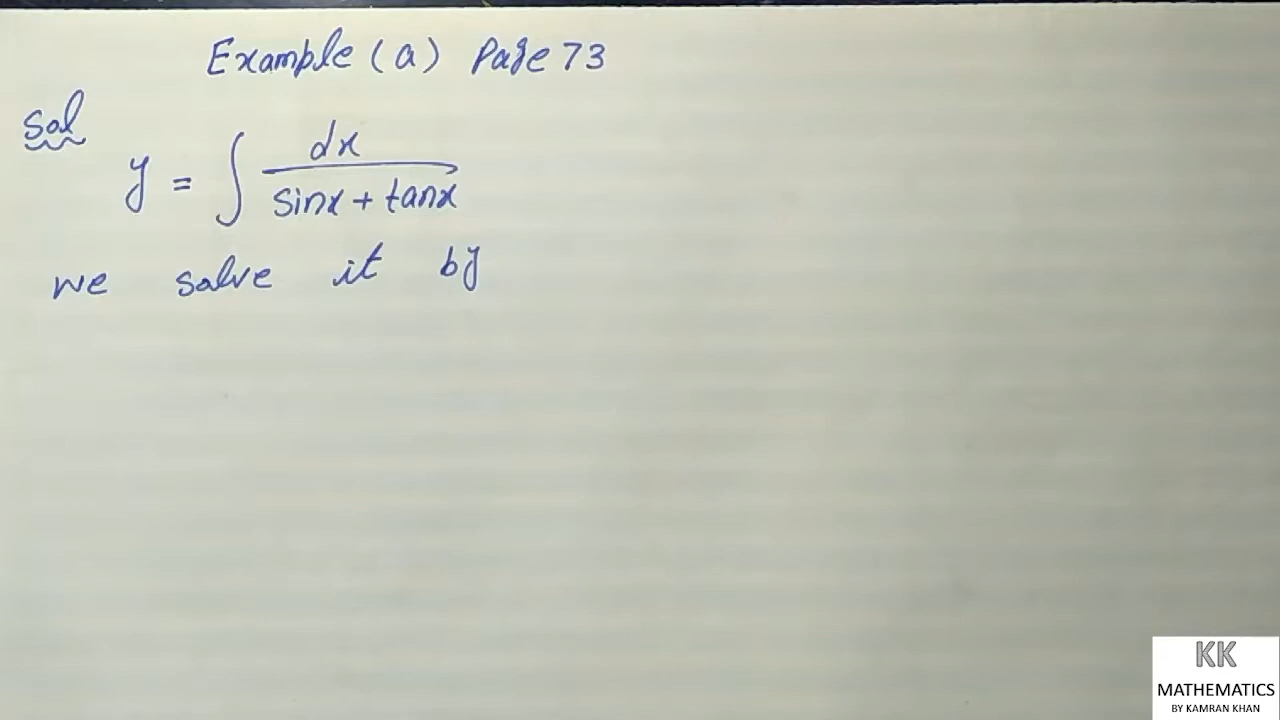 Example (a) Page 73
Sol
y = ∫ dx / sinx + tanx
we solve it by
KK
MATHEMATICS
BY KAMRAN KHAN